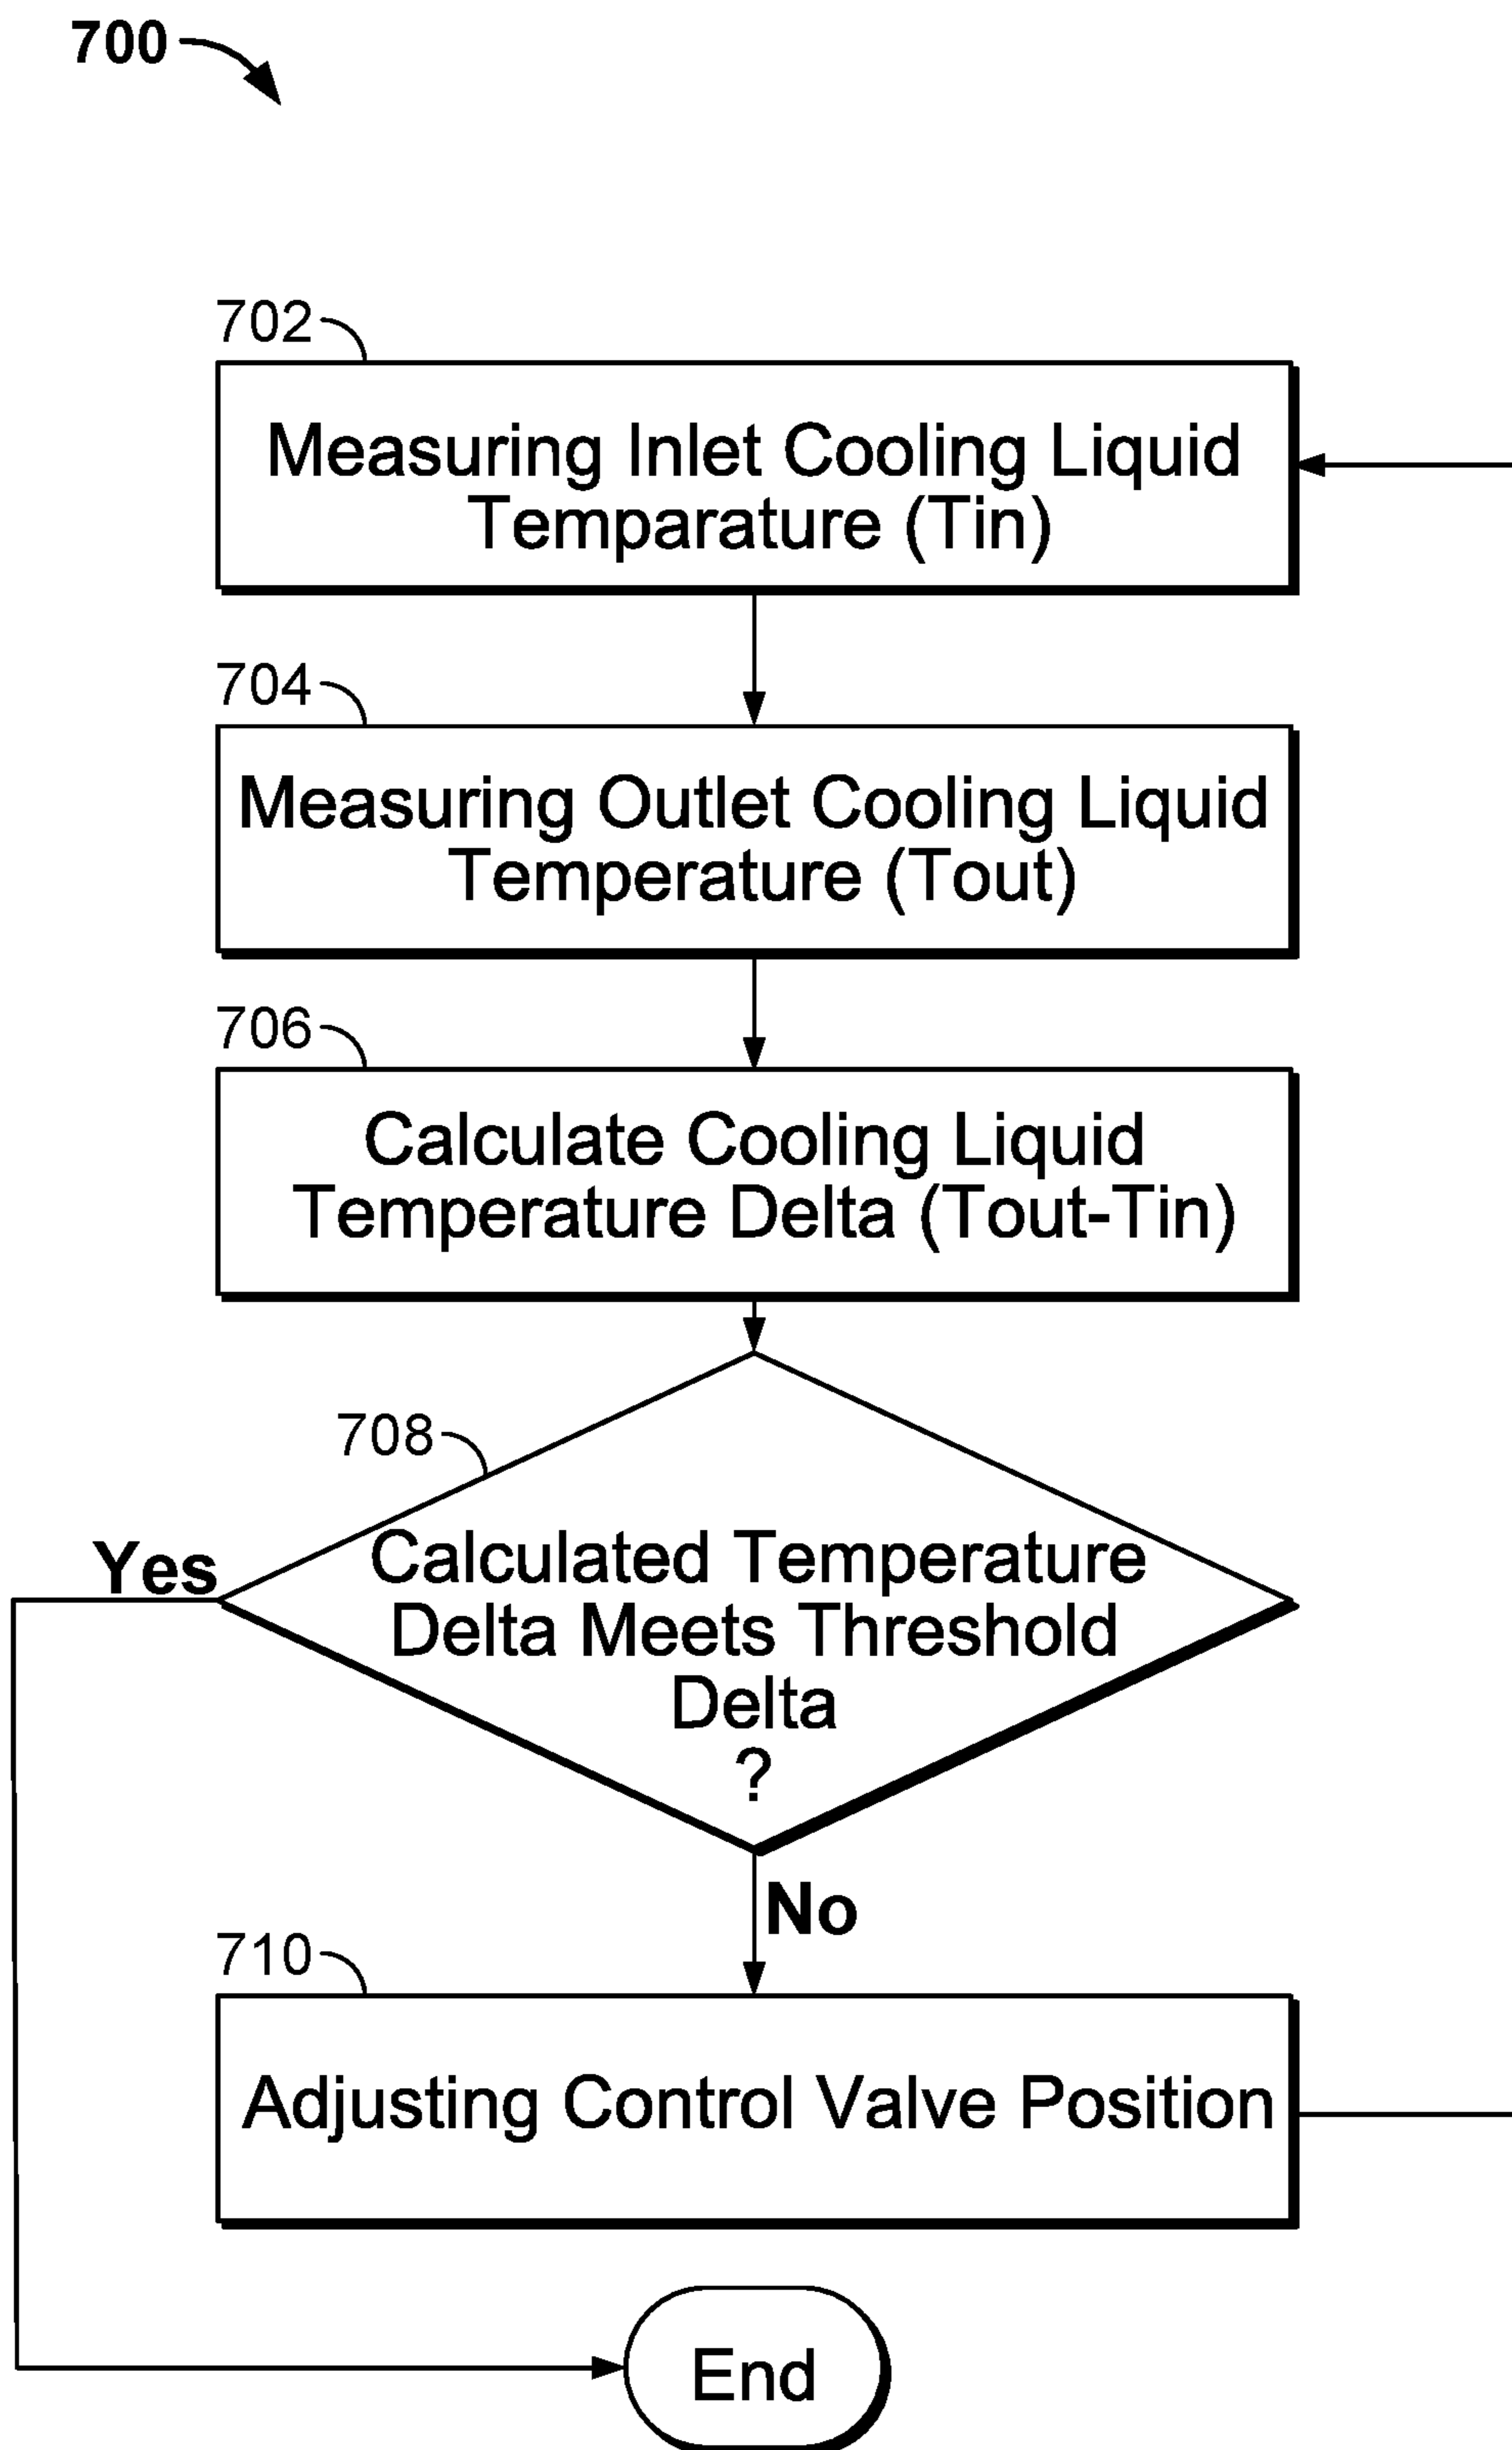 700
702
Measuring Inlet Cooling Liquid
Temparature (Tin)
704
Measuring Outlet Cooling Liquid
Temperature (Tout)
706
Calculate Cooling Liquid
Temperature Delta (Tout-Tin)
708
Yes
Calculated Temperature
Delta Meets Threshold
Delta
?
No
710
Adjusting Control Valve Position
End